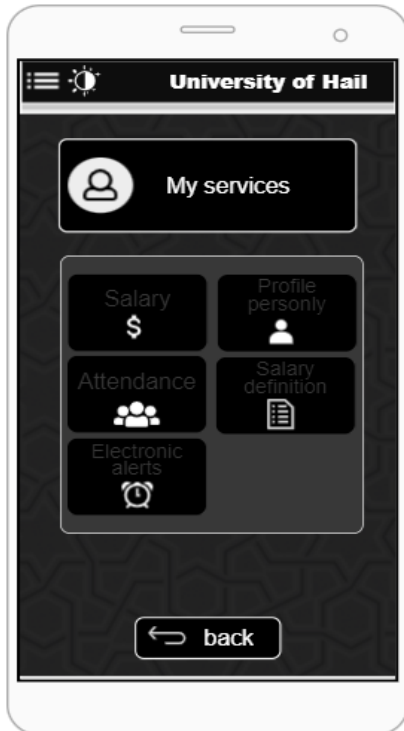 University of Hail
My services
Salary
$
Profile
personly
Attendance
Salary
definition
Electronic
alerts
back